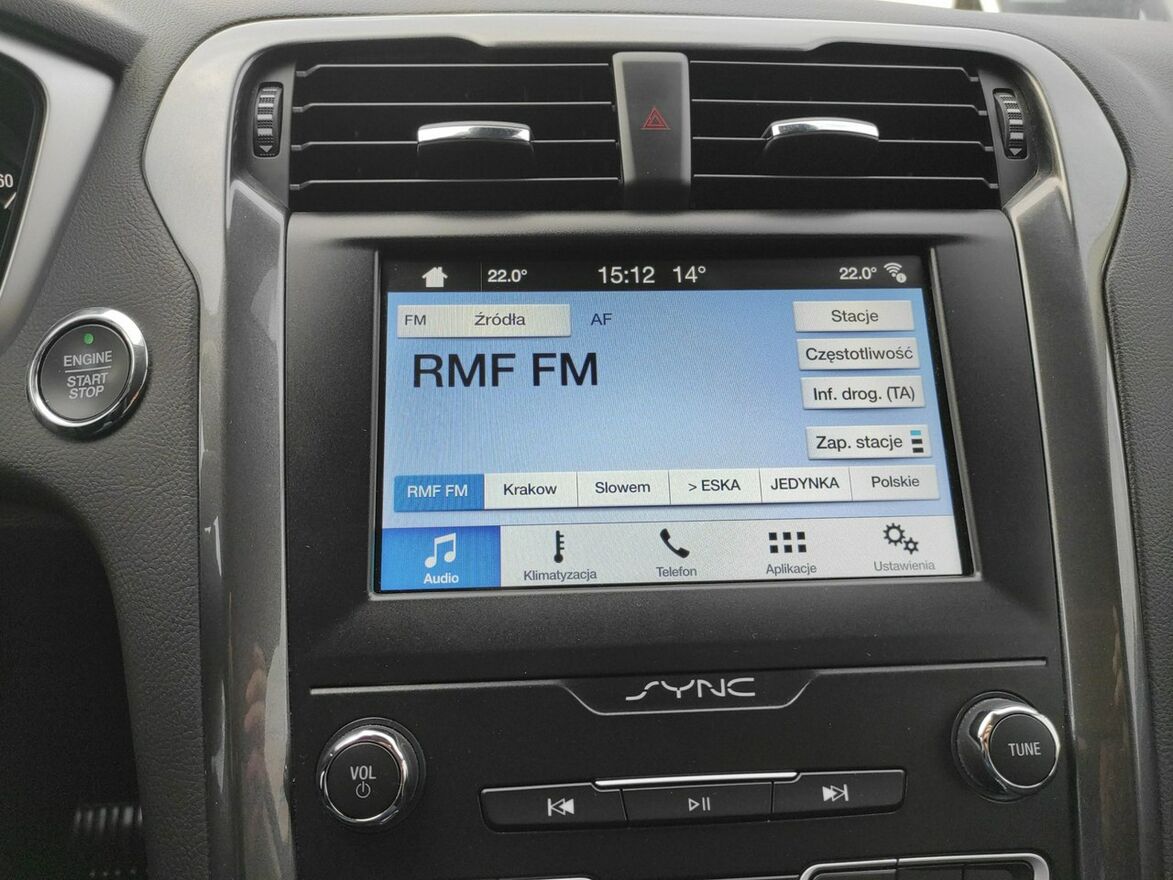 60
22.0°
15:12 14°
22.0°
FM Źródła
AF
Stacje
RMF FM
Częstotliwość
Inf. drog. (TA)
Zap. stacje
RMF FM
Krakow
Slowem
> ESKA
JEDYNKA
Polskie
Audio
Klimatyzacja
Telefon
Aplikacje
Ustawienia
ENGINE
START
STOP
SYNC
VOL
TUNE